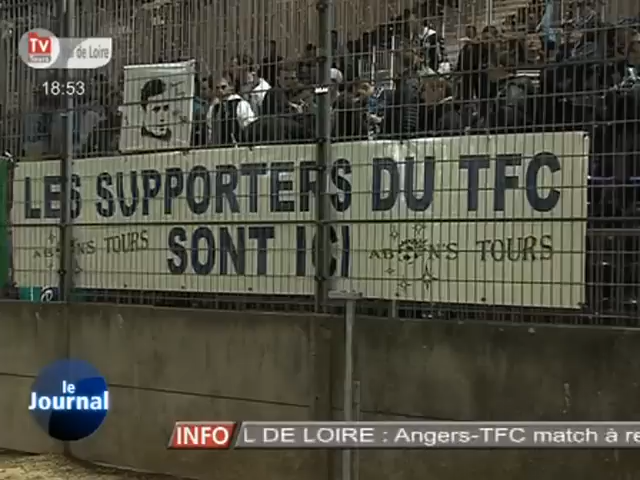 TV
Tours
de Loire
18:53
LES SUPPORTERS DU TFC
SONT ICI
TOURS
TOURS
le
Journal
INFO
L DE LOIRE : Angers-TFC match à re